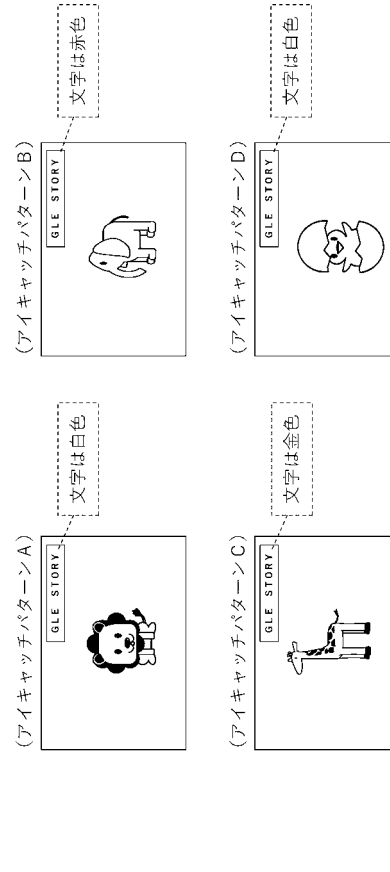 (アイキャッチパターンA)
GLE STORY
文字は白色
(アイキャッチパターンB)
GLE STORY
文字は赤色
(アイキャッチパターンC)
GLE STORY
文字は金色
(アイキャッチパターンD)
GLE STORY
文字は白色